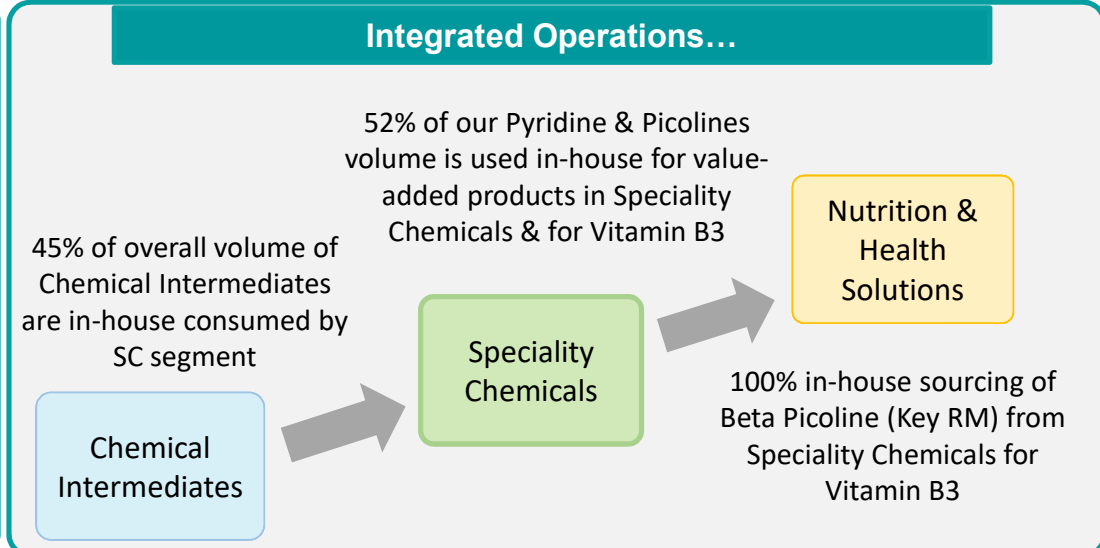 Integrated Operations…
52% of our Pyridine & Picolines
volume is used in-house for value-
added products in Speciality
Chemicals & for Vitamin B3
45% of overall volume of
Chemical Intermediates
are in-house consumed by
SC segment
Nutrition &
Health
Solutions
Speciality
Chemicals
100% in-house sourcing of
Beta Picoline (Key RM) from
Speciality Chemicals for
Vitamin B3
Chemical
Intermediates